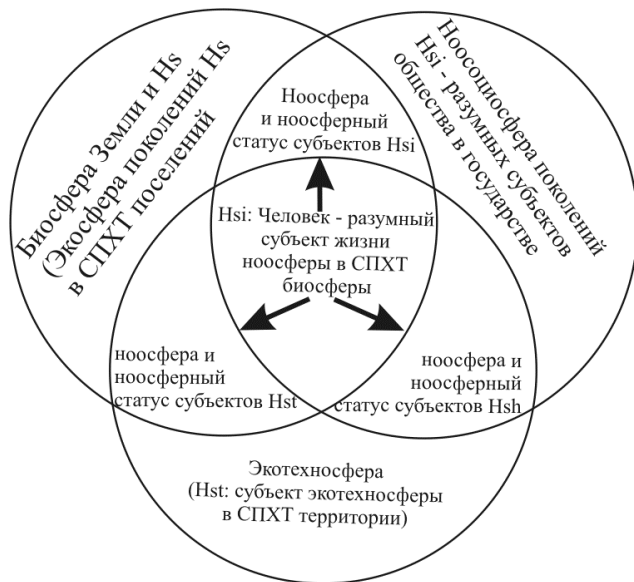 Биосфера Земли и Hs
(Экосфера поколений Hs
в СПХТ поселений
Ноосоциосфера поколений
Hsi - разумных субъектов
общества в государстве
Ноосфера
и ноосферный
статус субъектов Hsi
Hsi: Человек - разумный
субъект жизни
ноосферы в СПХТ
биосферы
ноосфера и
ноосферный
статус субъектов Hst
ноосфера и
ноосферный
статус субъектов Hsh
Экотехносфера
(Hst: субъект экотехносферы
в СПХТ территории)